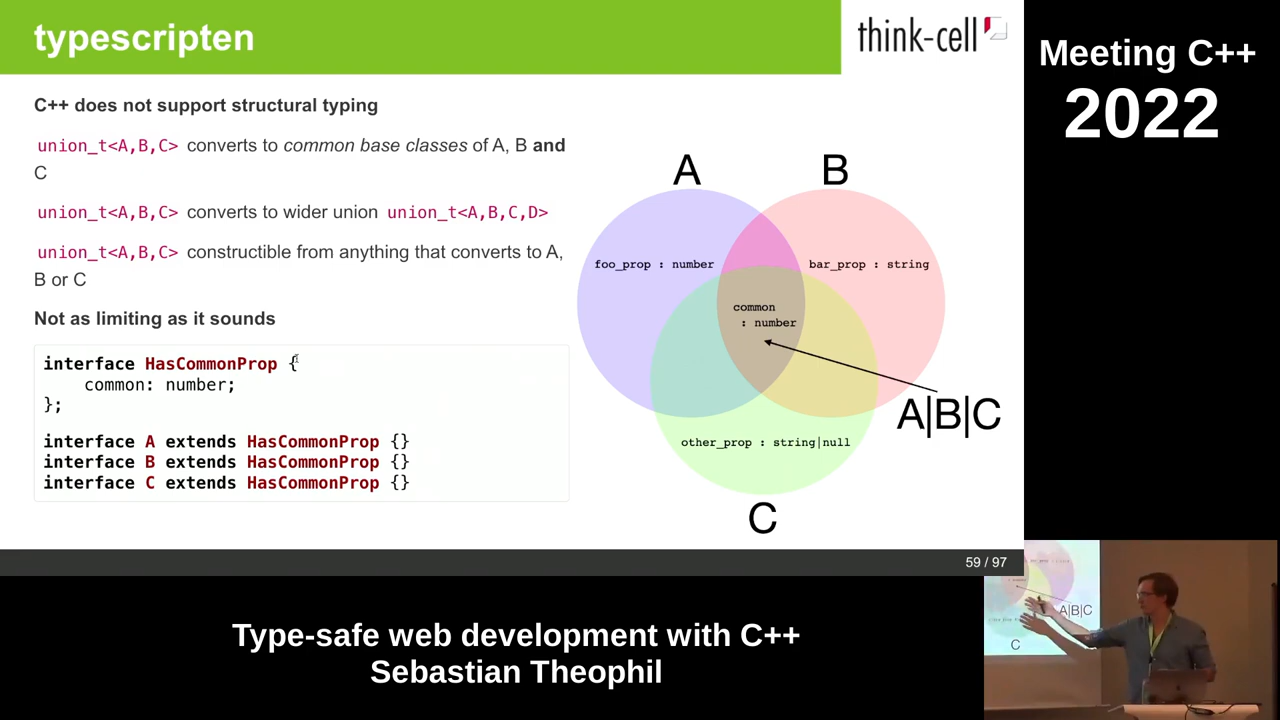 typescripten
think-cell
Meeting C++
2022
C++ does not support structural typing
union_t<A,B,C> converts to common base classes of A, B and
C
union_t<A,B,C> converts to wider union union_t<A,B,C,D>
union_t<A,B,C> constructible from anything that converts to A,
B or C
Not as limiting as it sounds
interface HasCommonProp {
common: number;
};
interface A extends HasCommonProp {}
interface B extends HasCommonProp {}
interface C extends HasCommonProp {}
A
B
foo_prop : number
bar_prop : string
common
: number
A|B|C
other_prop : string|null
C
59 / 97
Type-safe web development with C++
Sebastian Theophil
A|B|C
C